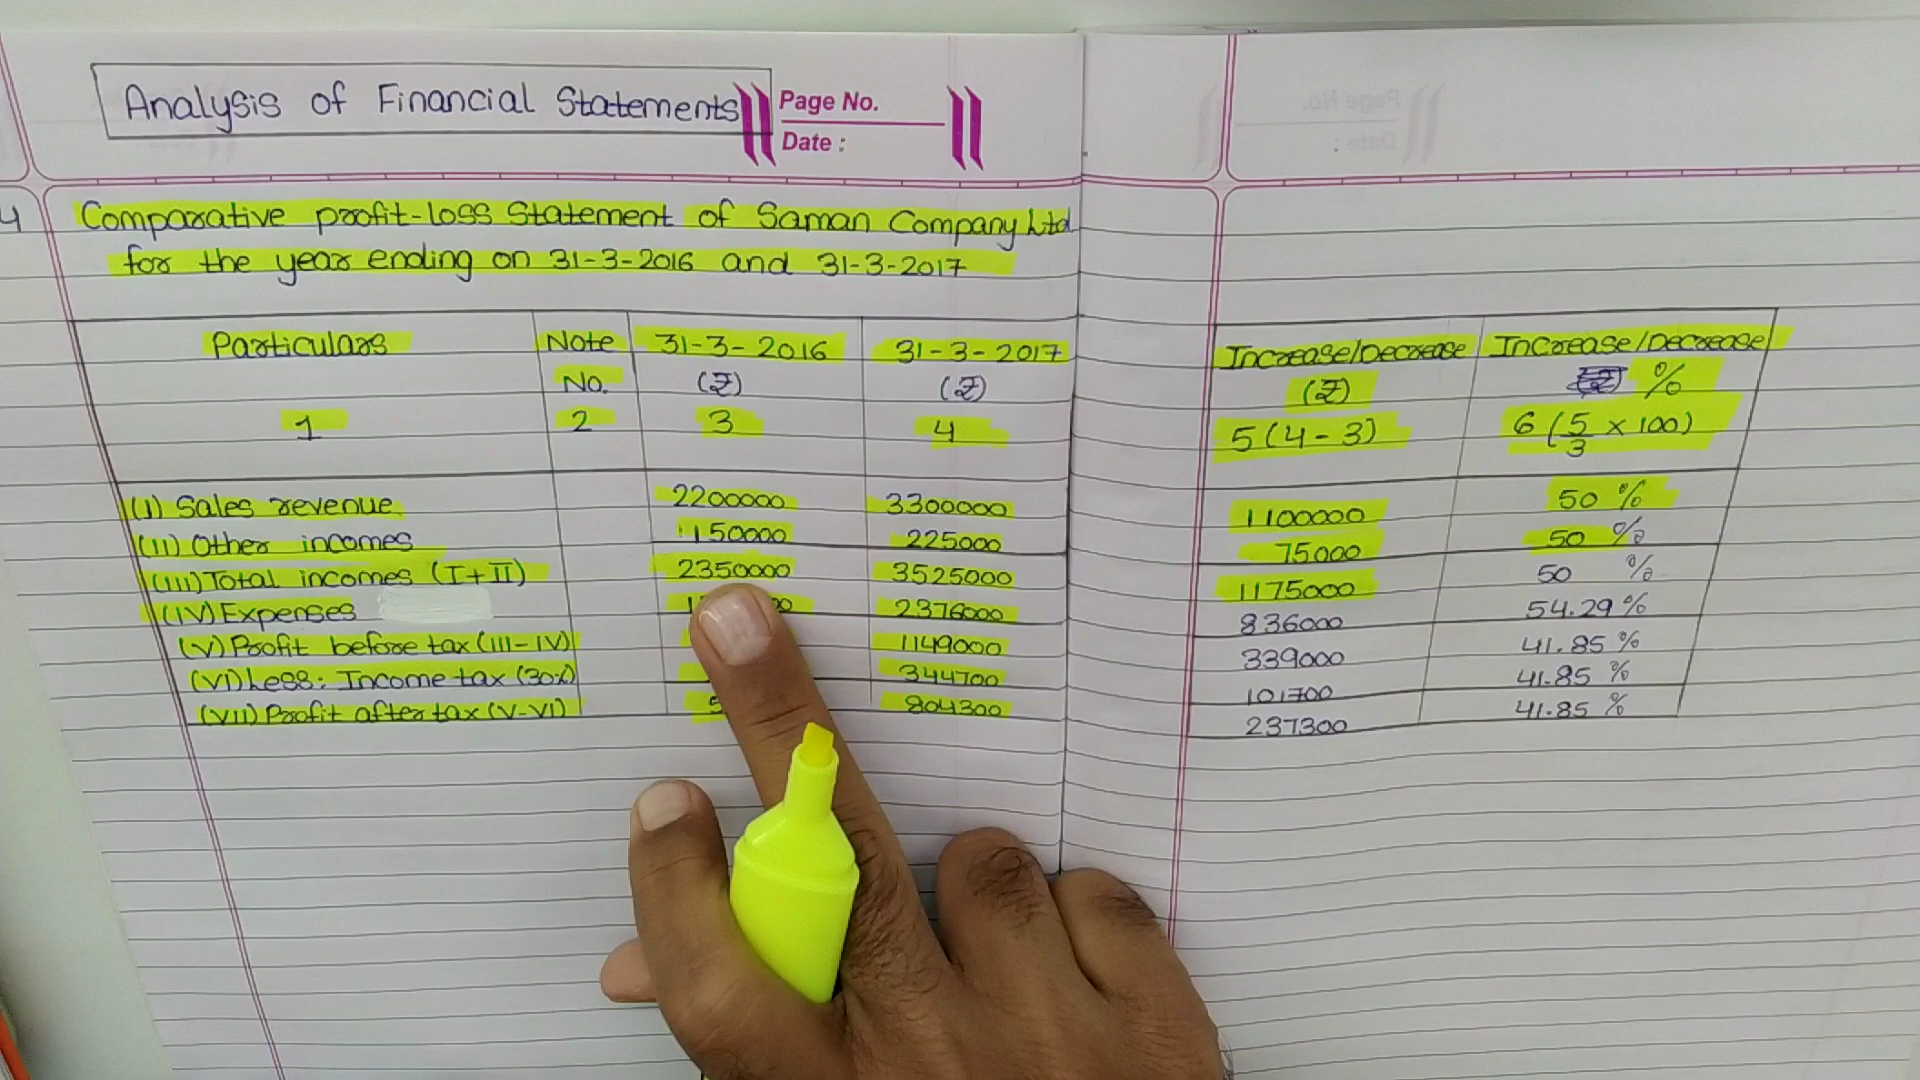 Analysis of Financial Statements
Page No.
Date :
4 Comparative profit-loss Statement of Saman Company Ltd
for the year ending on 31-3-2016 and 31-3-2017
Particulars Note No. 31-3-2016 (₹) 31-3-2017 (₹) Increase/Decrease (₹) Increase/Decrease %
1 2 3 4 5 (4-3) 6 (5/3 × 100)
(I) Sales revenue 2200000 3300000 1100000 50 %
(II) Other incomes 150000 225000 75000 50 %
(III) Total incomes (I+II) 2350000 3525000 1175000 50 %
(IV) Expenses 2376000 836000 54.29 %
(V) Profit before tax (III-IV) 1149000 339000 41.85 %
(VI) Less: Income tax (30%) 344700 101700 41.85 %
(VII) Profit after tax (V-VI) 804300 237300 41.85 %